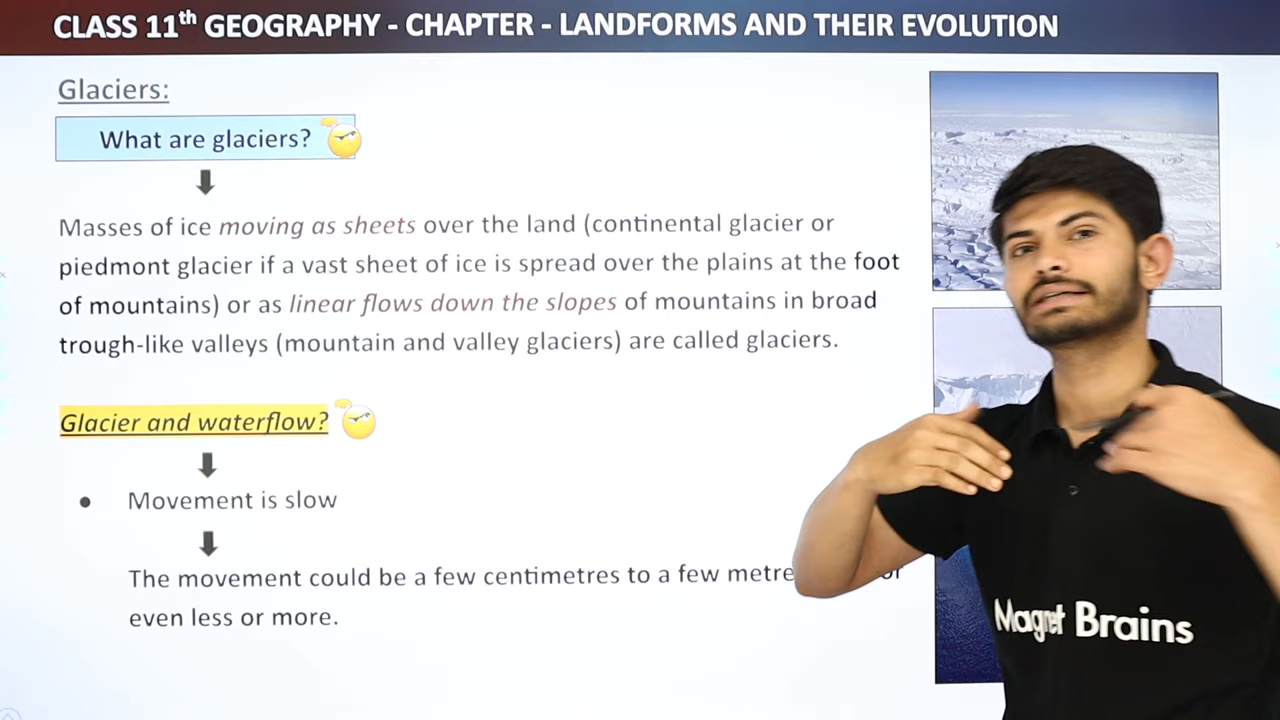 CLASS 11th GEOGRAPHY - CHAPTER - LANDFORMS AND THEIR EVOLUTION
Glaciers:
What are glaciers?
Masses of ice moving as sheets over the land (continental glacier or
piedmont glacier if a vast sheet of ice is spread over the plains at the foot
of mountains) or as linear flows down the slopes of mountains in broad
trough-like valleys (mountain and valley glaciers) are called glaciers.
Glacier and waterflow?
• Movement is slow
The movement could be a few centimetres to a few metre
even less or more.
Magnet Brains